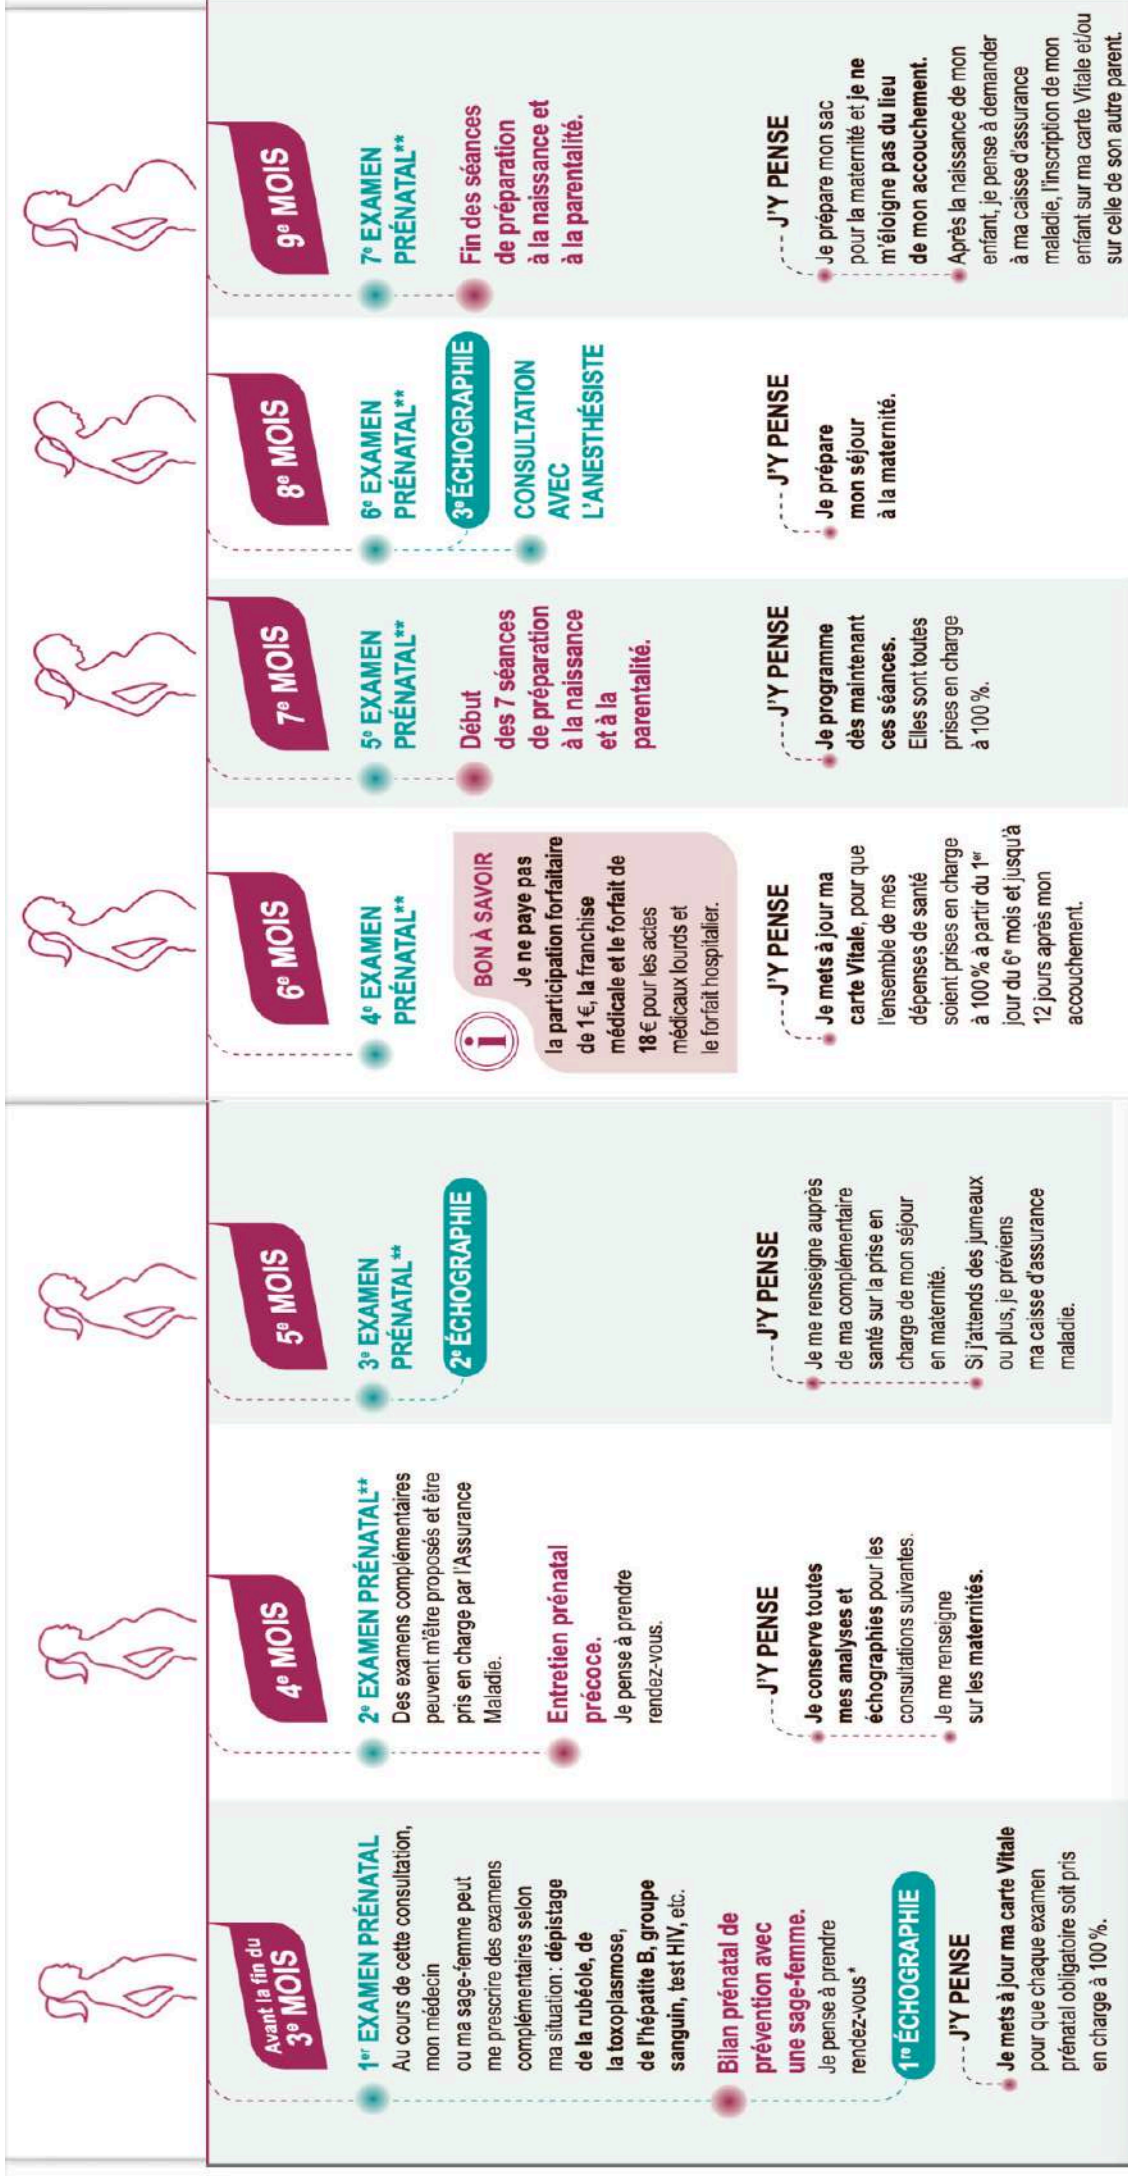 Avant la fin du
3e MOIS
1er EXAMEN PRÉNATAL
Au cours de cette consultation,
mon médecin
ou ma sage-femme peut
me prescrire des examens
complémentaires selon
ma situation : dépistage
de la rubéole, de
la toxoplasmose,
de l'hépatite B, groupe
sanguin, test HIV, etc.
Bilan prénatal de
prévention avec
une sage-femme.
Je pense à prendre
rendez-vous*
1re ÉCHOGRAPHIE
J'Y PENSE
Je mets à jour ma carte Vitale
pour que chaque examen
prénatal obligatoire soit pris
en charge à 100%.
4e MOIS
2e EXAMEN PRÉNATAL**
Des examens complémentaires
peuvent m'être proposés et être
pris en charge par l'Assurance
Maladie.
Entretien prénatal
précoce.
Je pense à prendre
rendez-vous.
J'Y PENSE
Je conserve toutes
mes analyses et
échographies pour les
consultations suivantes.
Je me renseigne
sur les maternités.
5e MOIS
3e EXAMEN
PRÉNATAL**
2e ÉCHOGRAPHIE
J'Y PENSE
Je me renseigne auprès
de ma complémentaire
santé sur la prise en
charge de mon séjour
en maternité.
Si j'attends des jumeaux
ou plus, je préviens
ma caisse d'assurance
maladie.
6e MOIS
4e EXAMEN
PRÉNATAL**
i
BON À SAVOIR
Je ne paye pas
la participation forfaitaire
de 1€, la franchise
médicale et le forfait de
18€ pour les actes
médicaux lourds et
le forfait hospitalier.
J'Y PENSE
Je mets à jour ma
carte Vitale, pour que
l'ensemble de mes
dépenses de santé
soient prises en charge
à 100% à partir du 1er
jour du 6e mois et jusqu'à
12 jours après mon
accouchement.
7e MOIS
5e EXAMEN
PRÉNATAL**
Début
des 7 séances
de préparation
à la naissance
et à la
parentalité.
J'Y PENSE
Je programme
dès maintenant
ces séances.
Elles sont toutes
prises en charge
à 100%.
8e MOIS
6e EXAMEN
PRÉNATAL**
3e ÉCHOGRAPHIE
CONSULTATION
AVEC
L'ANESTHÉSISTE
J'Y PENSE
Je prépare
mon séjour
à la maternité.
9e MOIS
7e EXAMEN
PRÉNATAL**
Fin des séances
de préparation
à la naissance et
à la parentalité.
J'Y PENSE
Je prépare mon sac
pour la maternité et je ne
m'éloigne pas du lieu
de mon accouchement.
Après la naissance de mon
enfant, je pense à demander
à ma caisse d'assurance
maladie, l'inscription de mon
enfant sur ma carte Vitale et/ou
sur celle de son autre parent.